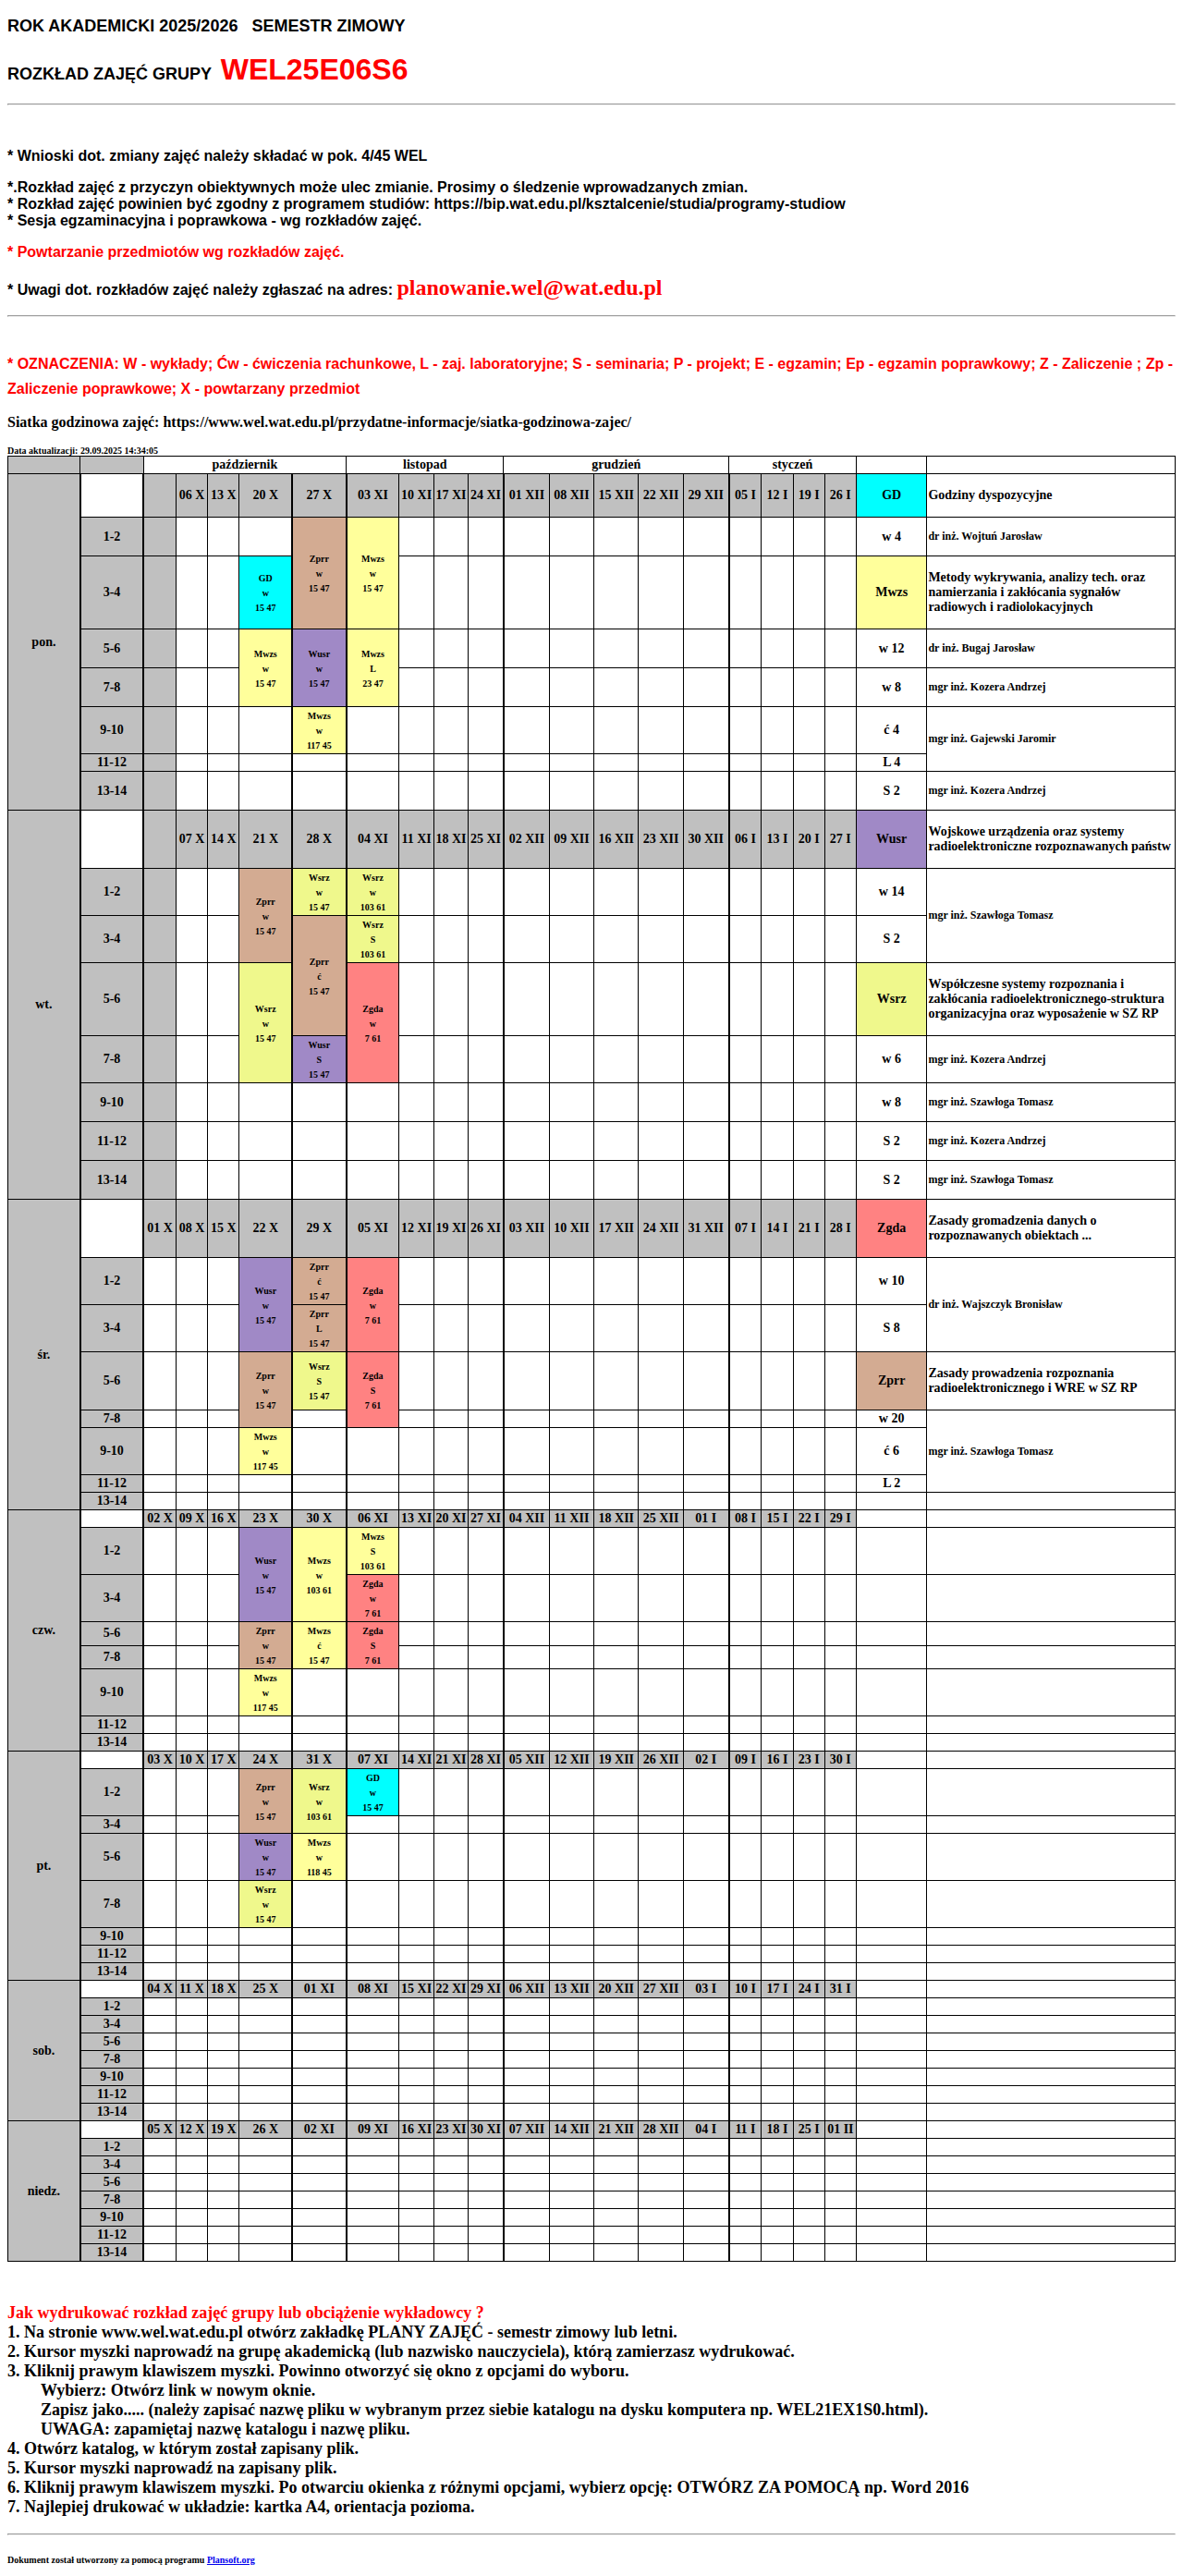 ROK AKADEMICKI 2025/2026   SEMESTR ZIMOWY
ROZKŁAD ZAJĘĆ GRUPY  WEL25E06S6
* Wnioski dot. zmiany zajęć należy składać w pok. 4/45 WEL
*.Rozkład zajęć z przyczyn obiektywnych może ulec zmianie. Prosimy o śledzenie wprowadzanych zmian.
* Rozkład zajęć powinien być zgodny z programem studiów: https://bip.wat.edu.pl/ksztalcenie/studia/programy-studiow
* Sesja egzaminacyjna i poprawkowa - wg rozkładów zajęć.
* Powtarzanie przedmiotów wg rozkładów zajęć.
* Uwagi dot. rozkładów zajęć należy zgłaszać na adres: planowanie.wel@wat.edu.pl
* OZNACZENIA: W - wykłady; Ćw - ćwiczenia rachunkowe, L - zaj. laboratoryjne; S - seminaria; P - projekt; E - egzamin; Ep - egzamin poprawkowy; Z - Zaliczenie ; Zp -
Zaliczenie poprawkowe; X - powtarzany przedmiot
Siatka godzinowa zajęć: https://www.wel.wat.edu.pl/przydatne-informacje/siatka-godzinowa-zajec/
Data aktualizacji: 29.09.2025 14:34:05
październik listopad grudzień styczeń
pon. 06 X 13 X 20 X 27 X 03 XI 10 XI 17 XI 24 XI 01 XII 08 XII 15 XII 22 XII 29 XII 05 I 12 I 19 I 26 I GD Godziny dyspozycyjne
1-2 Zprr w 15 47 Mwzs w 15 47 w 4 dr inż. Wojtuń Jarosław
3-4 GD w 15 47 Mwzs Metody wykrywania, analizy tech. oraz namierzania i zakłócania sygnałów radiowych i radiolokacyjnych
5-6 Mwzs w 15 47 Wusr w 15 47 Mwzs L 23 47 w 12 dr inż. Bugaj Jarosław
7-8 w 8 mgr inż. Kozera Andrzej
9-10 Mwzs w 117 45 ć 4 mgr inż. Gajewski Jaromir
11-12 L 4
13-14 S 2 mgr inż. Kozera Andrzej
wt. 07 X 14 X 21 X 28 X 04 XI 11 XI 18 XI 25 XI 02 XII 09 XII 16 XII 23 XII 30 XII 06 I 13 I 20 I 27 I Wusr Wojskowe urządzenia oraz systemy radioelektroniczne rozpoznawanych państw
1-2 Zprr w 15 47 Wsrz w 15 47 Wsrz w 103 61 w 14 mgr inż. Szawłoga Tomasz
3-4 Zprr ć 15 47 Wsrz S 103 61 S 2
5-6 Wsrz w 15 47 Zgda w 7 61 Wsrz Współczesne systemy rozpoznania i zakłócania radioelektronicznego-struktura organizacyjna oraz wyposażenie w SZ RP
7-8 Wusr S 15 47 w 6 mgr inż. Kozera Andrzej
9-10 w 8 mgr inż. Szawłoga Tomasz
11-12 S 2 mgr inż. Kozera Andrzej
13-14 S 2 mgr inż. Szawłoga Tomasz
śr. 01 X 08 X 15 X 22 X 29 X 05 XI 12 XI 19 XI 26 XI 03 XII 10 XII 17 XII 24 XII 31 XII 07 I 14 I 21 I 28 I Zgda Zasady gromadzenia danych o rozpoznawanych obiektach ...
1-2 Wusr w 15 47 Zprr ć 15 47 Zgda w 7 61 w 10 dr inż. Wajszczyk Bronisław
3-4 Zprr L 15 47 S 8
5-6 Zprr w 15 47 Wsrz S 15 47 Zgda S 7 61 Zprr Zasady prowadzenia rozpoznania radioelektronicznego i WRE w SZ RP
7-8 w 20 mgr inż. Szawłoga Tomasz
9-10 Mwzs w 117 45 ć 6
11-12 L 2
13-14
czw. 02 X 09 X 16 X 23 X 30 X 06 XI 13 XI 20 XI 27 XI 04 XII 11 XII 18 XII 25 XII 01 I 08 I 15 I 22 I 29 I
1-2 Wusr w 15 47 Mwzs w 103 61 Mwzs S 103 61
3-4 Zgda w 7 61
5-6 Zprr w 15 47 Mwzs ć 15 47 Zgda S 7 61
7-8
9-10 Mwzs w 117 45
11-12
13-14
pt. 03 X 10 X 17 X 24 X 31 X 07 XI 14 XI 21 XI 28 XI 05 XII 12 XII 19 XII 26 XII 02 I 09 I 16 I 23 I 30 I
1-2 Zprr w 15 47 Wsrz w 103 61 GD w 15 47
3-4
5-6 Wusr w 15 47 Mwzs w 118 45
7-8 Wsrz w 15 47
9-10
11-12
13-14
sob. 04 X 11 X 18 X 25 X 01 XI 08 XI 15 XI 22 XI 29 XI 06 XII 13 XII 20 XII 27 XII 03 I 10 I 17 I 24 I 31 I
1-2
3-4
5-6
7-8
9-10
11-12
13-14
niedz. 05 X 12 X 19 X 26 X 02 XI 09 XI 16 XI 23 XI 30 XI 07 XII 14 XII 21 XII 28 XII 04 I 11 I 18 I 25 I 01 II
1-2
3-4
5-6
7-8
9-10
11-12
13-14
Jak wydrukować rozkład zajęć grupy lub obciążenie wykładowcy ?
1. Na stronie www.wel.wat.edu.pl otwórz zakładkę PLANY ZAJĘĆ - semestr zimowy lub letni.
2. Kursor myszki naprowadź na grupę akademicką (lub nazwisko nauczyciela), którą zamierzasz wydrukować.
3. Kliknij prawym klawiszem myszki. Powinno otworzyć się okno z opcjami do wyboru.
Wybierz: Otwórz link w nowym oknie.
Zapisz jako..... (należy zapisać nazwę pliku w wybranym przez siebie katalogu na dysku komputera np. WEL21EX1S0.html).
UWAGA: zapamiętaj nazwę katalogu i nazwę pliku.
4. Otwórz katalog, w którym został zapisany plik.
5. Kursor myszki naprowadź na zapisany plik.
6. Kliknij prawym klawiszem myszki. Po otwarciu okienka z różnymi opcjami, wybierz opcję: OTWÓRZ ZA POMOCĄ np. Word 2016
7. Najlepiej drukować w układzie: kartka A4, orientacja pozioma.
Dokument został utworzony za pomocą programu Plansoft.org